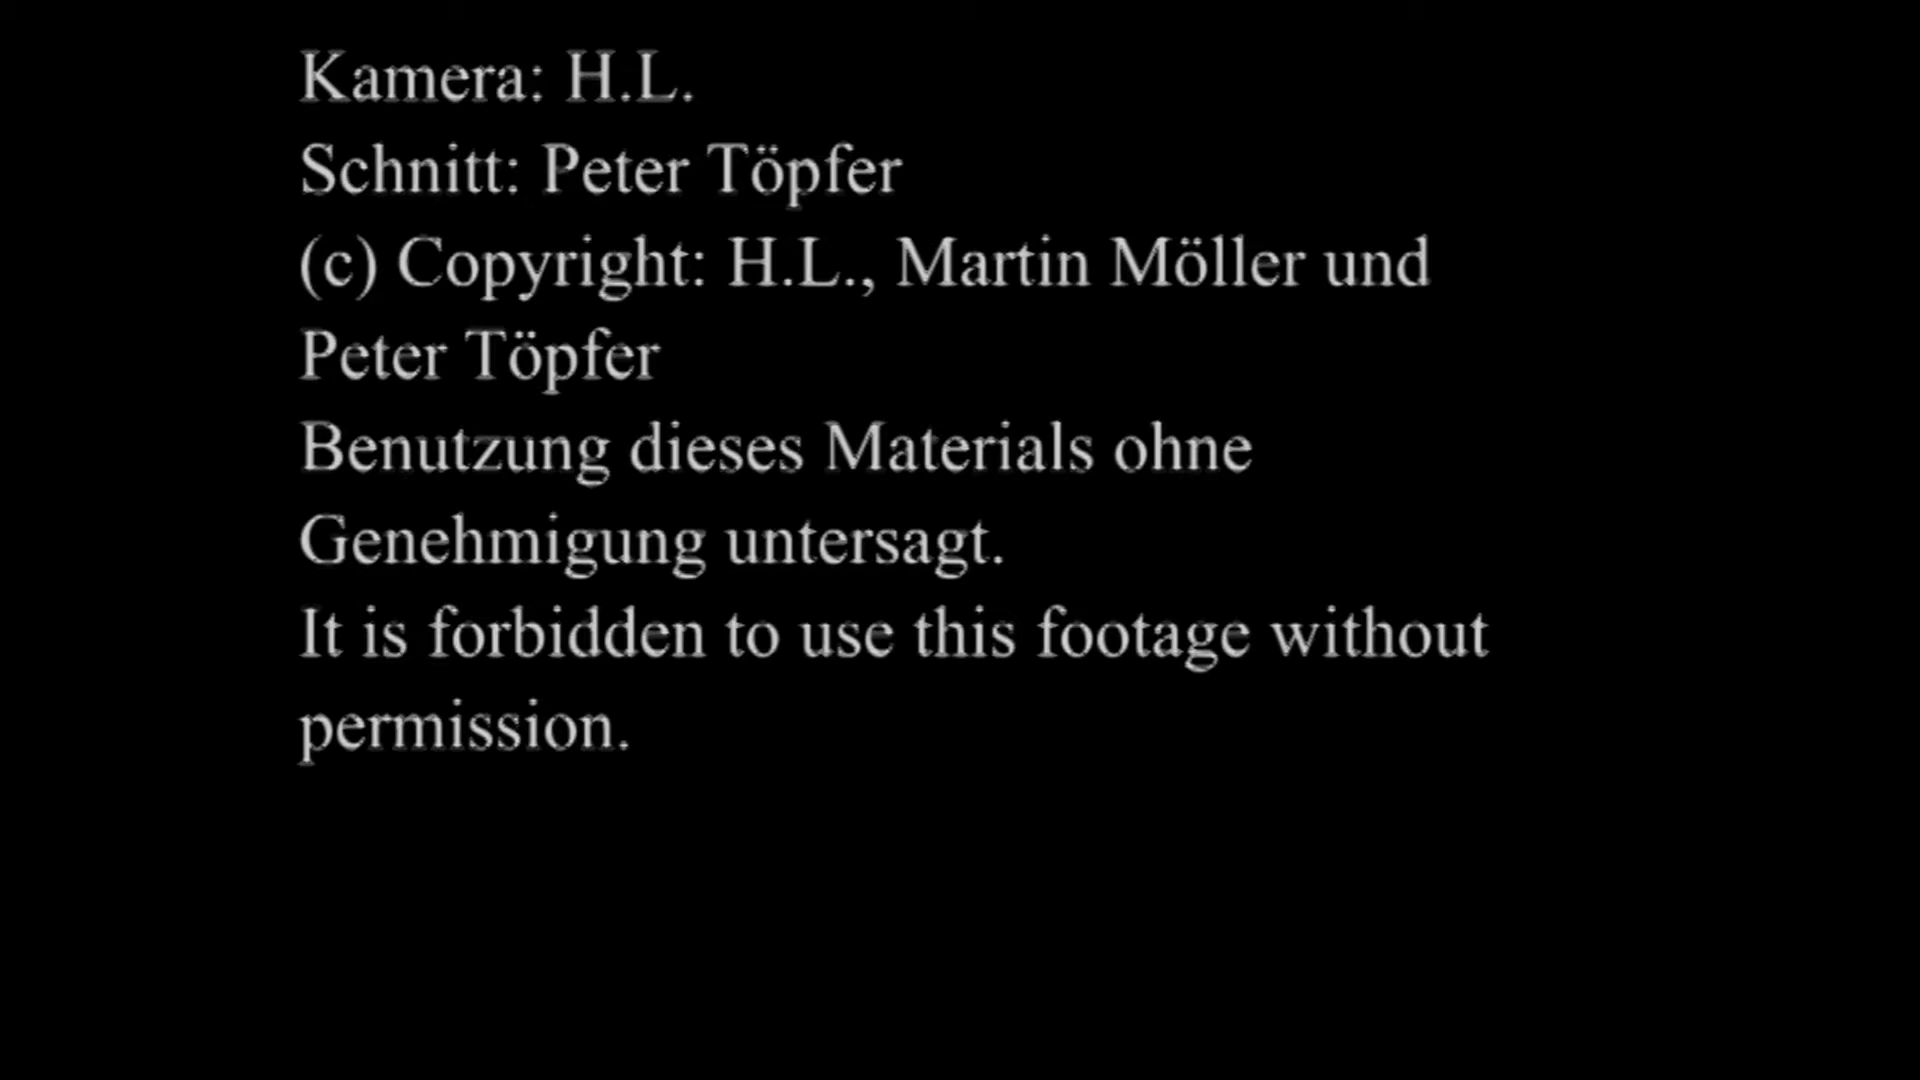 Kamera: H.L.
Schnitt: Peter Töpfer
(c) Copyright: H.L., Martin Möller und
Peter Töpfer
Benutzung dieses Materials ohne
Genehmigung untersagt.
It is forbidden to use this footage without
permission.